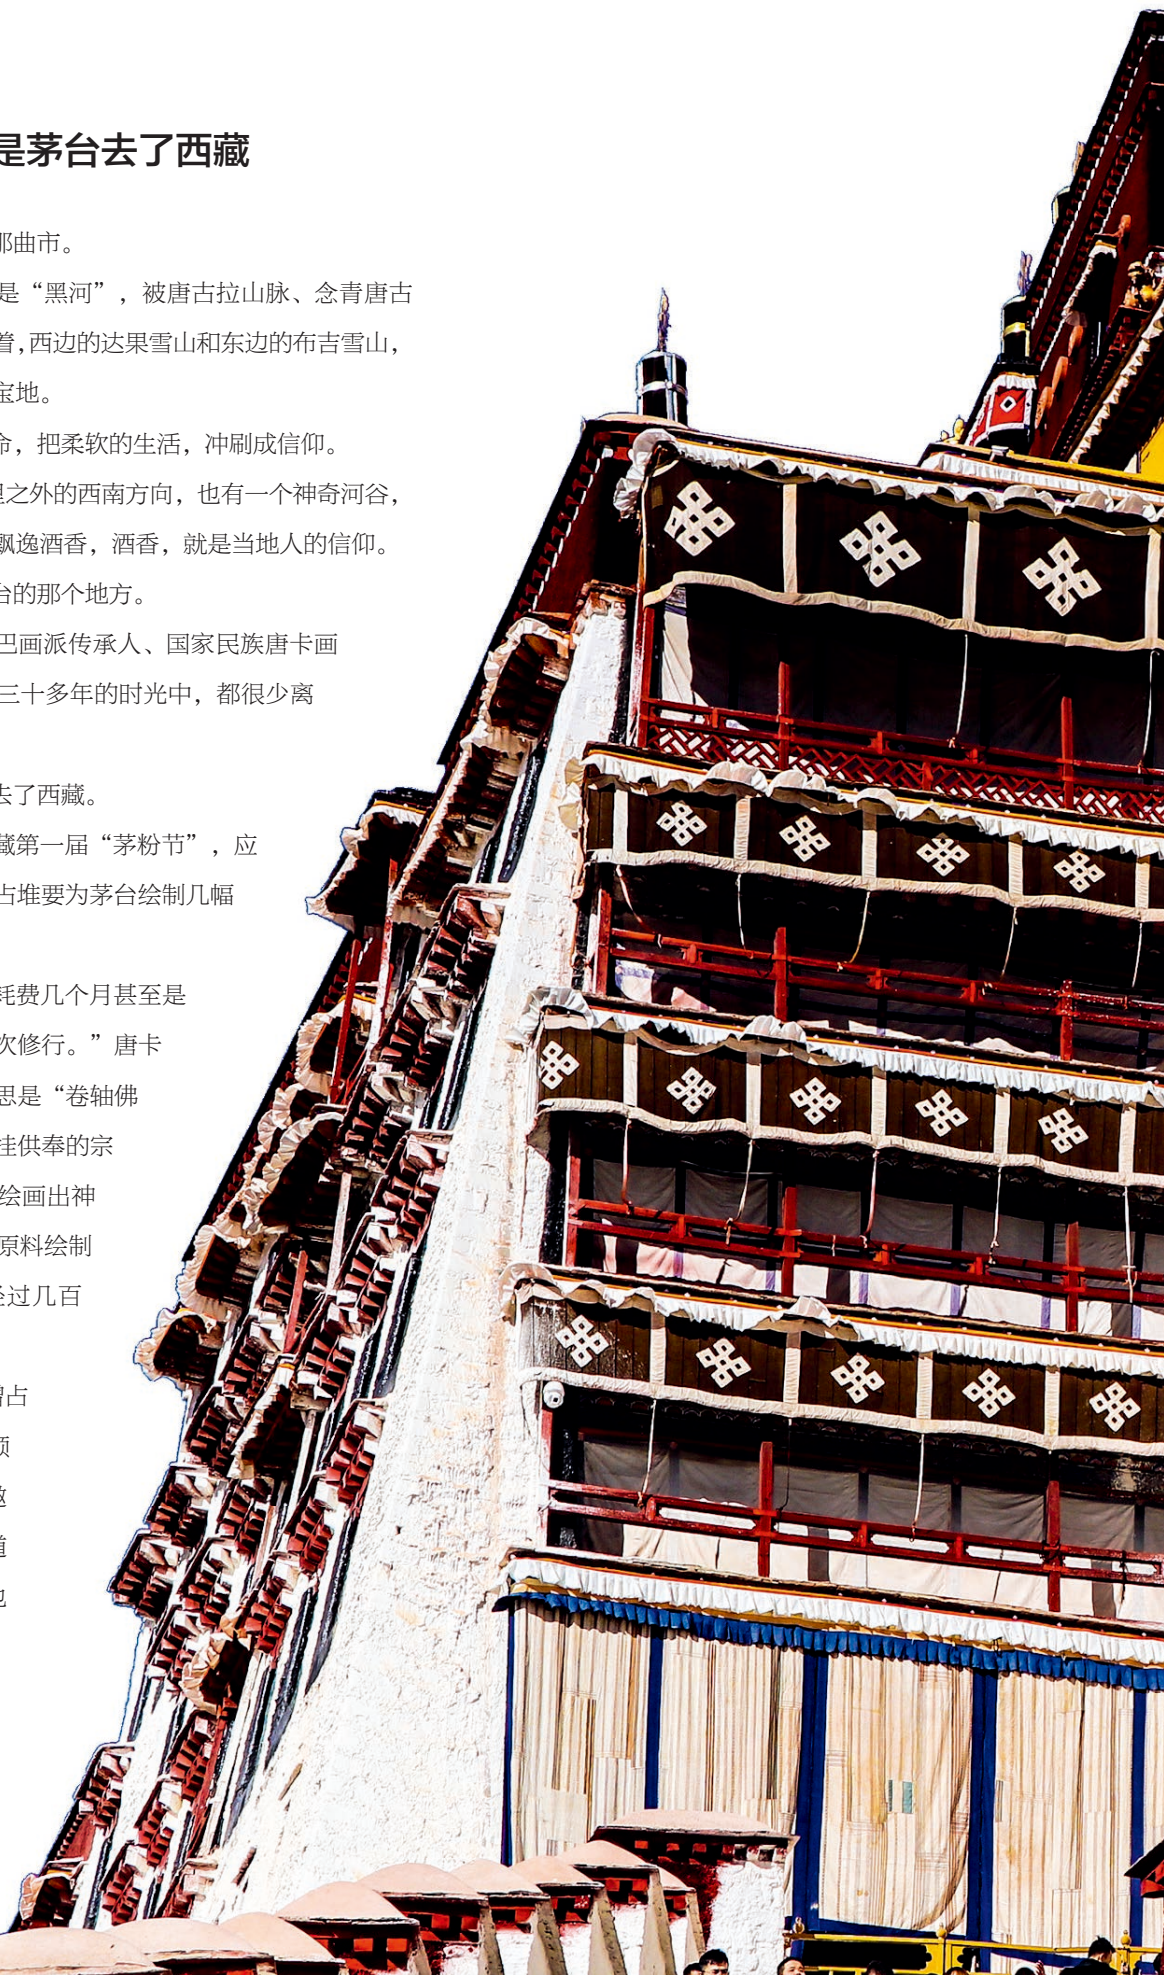 是茅台去了西藏
那曲市。
是“黑河”，被唐古拉山脉、念青唐古
着，西边的达果雪山和东边的布吉雪山，
宝地。
命，把柔软的生活，冲刷成信仰。
里之外的西南方向，也有一个神奇河谷，
飘逸酒香，酒香，就是当地人的信仰。
台的那个地方。
巴画派传承人、国家民族唐卡画
三十多年的时光中，都很少离
去了西藏。
藏第一届“茅粉节”，应
占堆要为茅台绘制几幅
耗费几个月甚至是
次修行。”唐卡
思是“卷轴佛
挂供奉的宗
绘画出神
原料绘制
经过几百
曾占